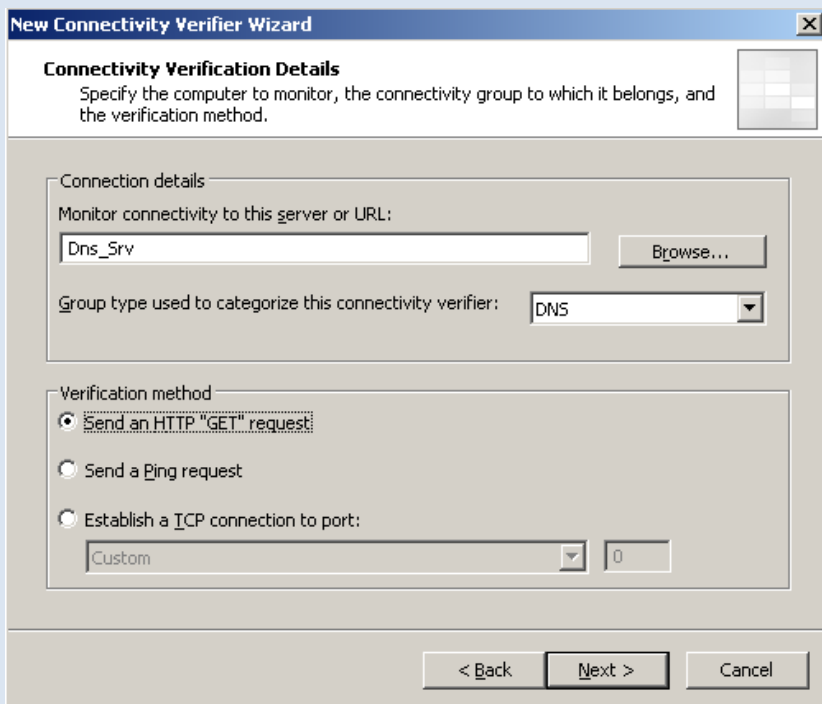 New Connectivity Verifier Wizard
Connectivity Verification Details
Specify the computer to monitor, the connectivity group to which it belongs, and
the verification method.
Connection details
Monitor connectivity to this server or URL:
Dns_Srv
Browse...
Group type used to categorize this connectivity verifier:
DNS
Verification method
Send an HTTP "GET" request
Send a Ping request
Establish a TCP connection to port:
Custom
0
< Back
Next >
Cancel